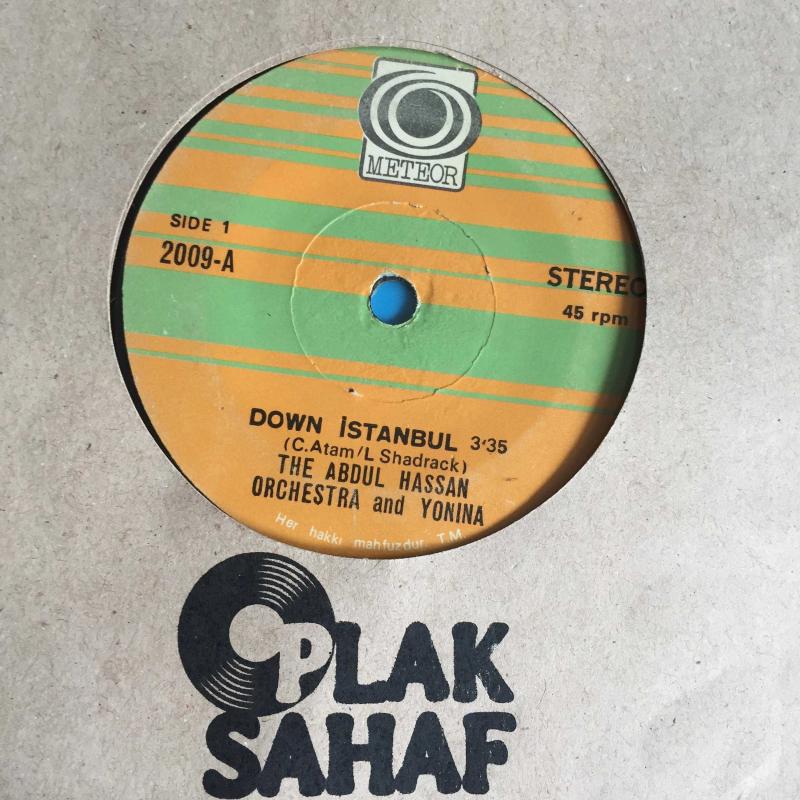 METEOR
SIDE 1
2009-A
STEREO
45 rpm
DOWN İSTANBUL 3'35
(C.Atam/L Shadrack)
THE ABDUL HASSAN
ORCHESTRA and YONINA
Her hakkı mahfuzdur T.M.
PLAK
SAHAF